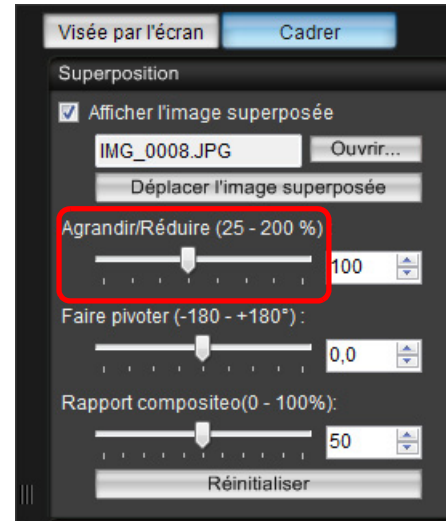 Visée par l'écran Cadrer
Superposition
Afficher l'image superposée
IMG_0008.JPG Ouvrir...
Déplacer l'image superposée
Agrandir/Réduire (25 - 200 %)
100
Faire pivoter (-180 - +180°) :
0,0
Rapport compositeo(0 - 100%):
50
Réinitialiser